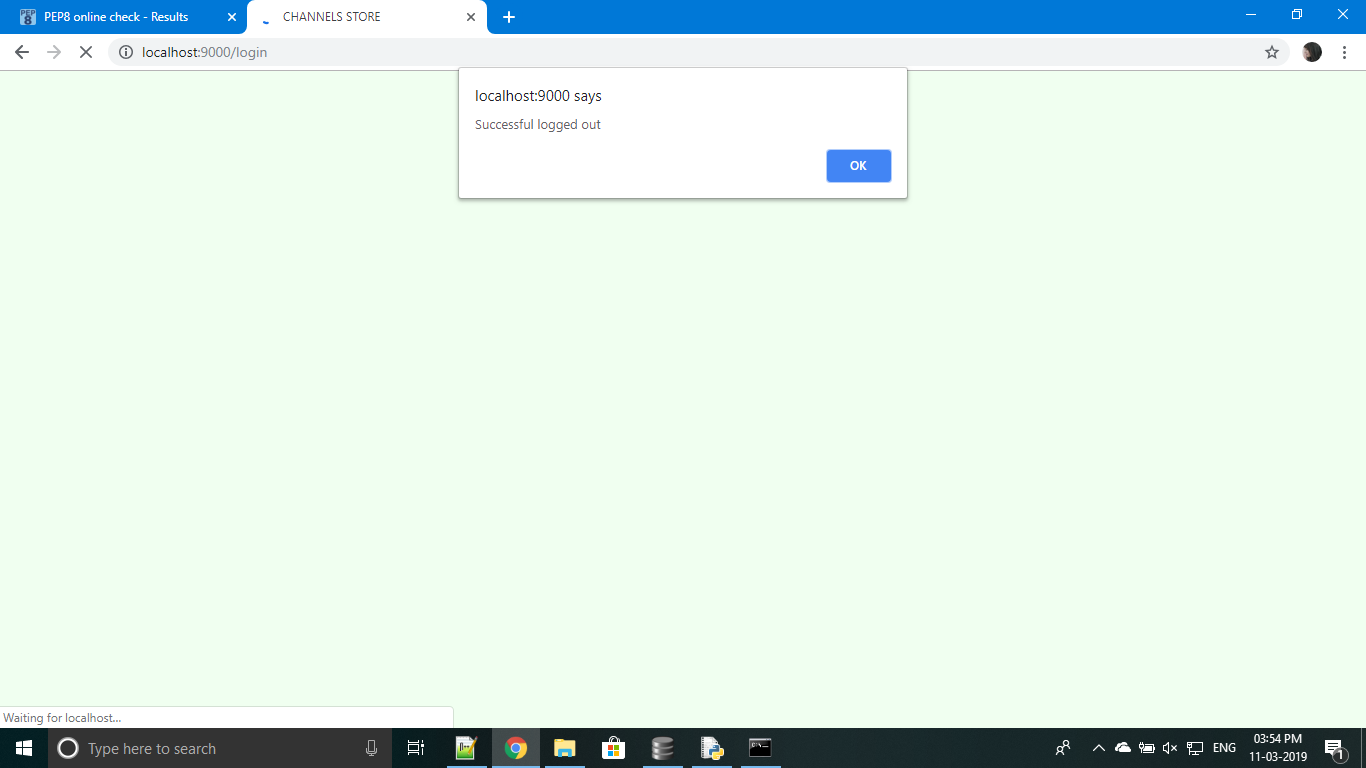 PEP8 online check - Results
CHANNELS STORE
localhost:9000/login
localhost:9000 says
Successful logged out
OK
Waiting for localhost...
Type here to search
ENG
03:54 PM
11-03-2019
1